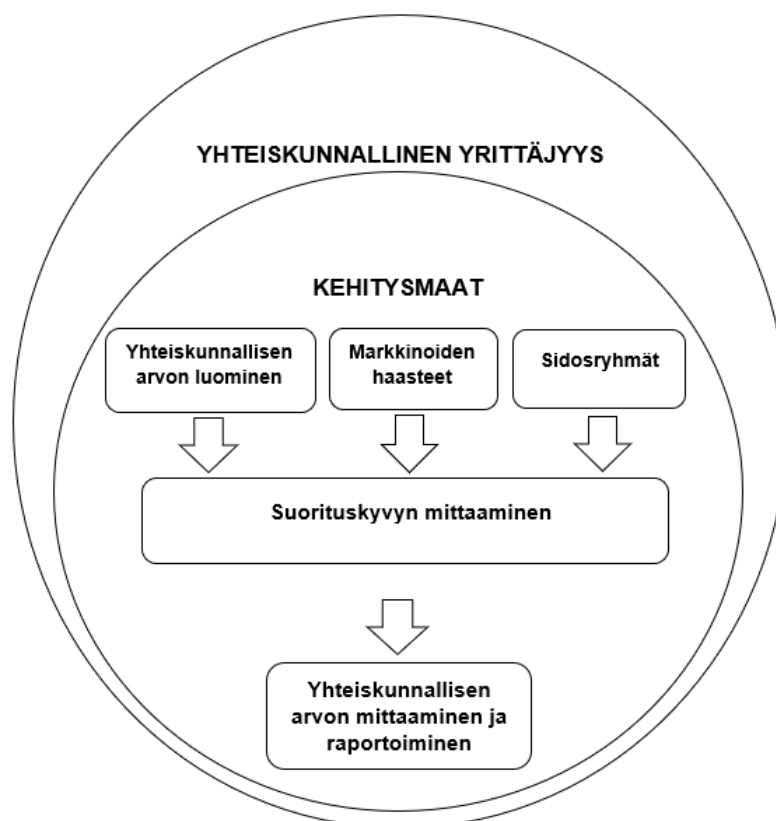 YHTEISKUNNALLINEN YRITTÄJYYS
KEHITYSMAAT
Yhteiskunnallisen
arvon luominen
Markkinoiden
haasteet
Sidosryhmät
Suorituskyvyn mittaaminen
Yhteiskunnallisen
arvon mittaaminen ja
raportoiminen